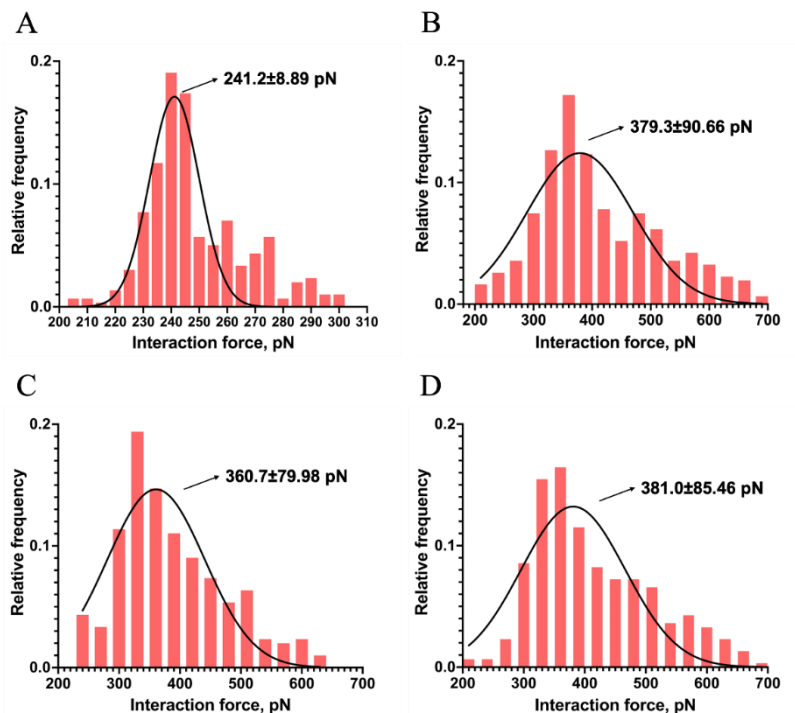 A
0.2
0.1
0.0
Relative frequency
241.2±8.89 pN
200 210 220 230 240 250 260 270 280 290 300 310
Interaction force, pN
B
0.2
0.1
0.0
Relative frequency
379.3±90.66 pN
200 300 400 500 600 700
Interaction force, pN
C
0.2
0.1
0.0
Relative frequency
360.7±79.98 pN
200 300 400 500 600 700
Interaction force, pN
D
0.2
0.1
0.0
Relative frequency
381.0±85.46 pN
200 300 400 500 600 700
Interaction force, pN